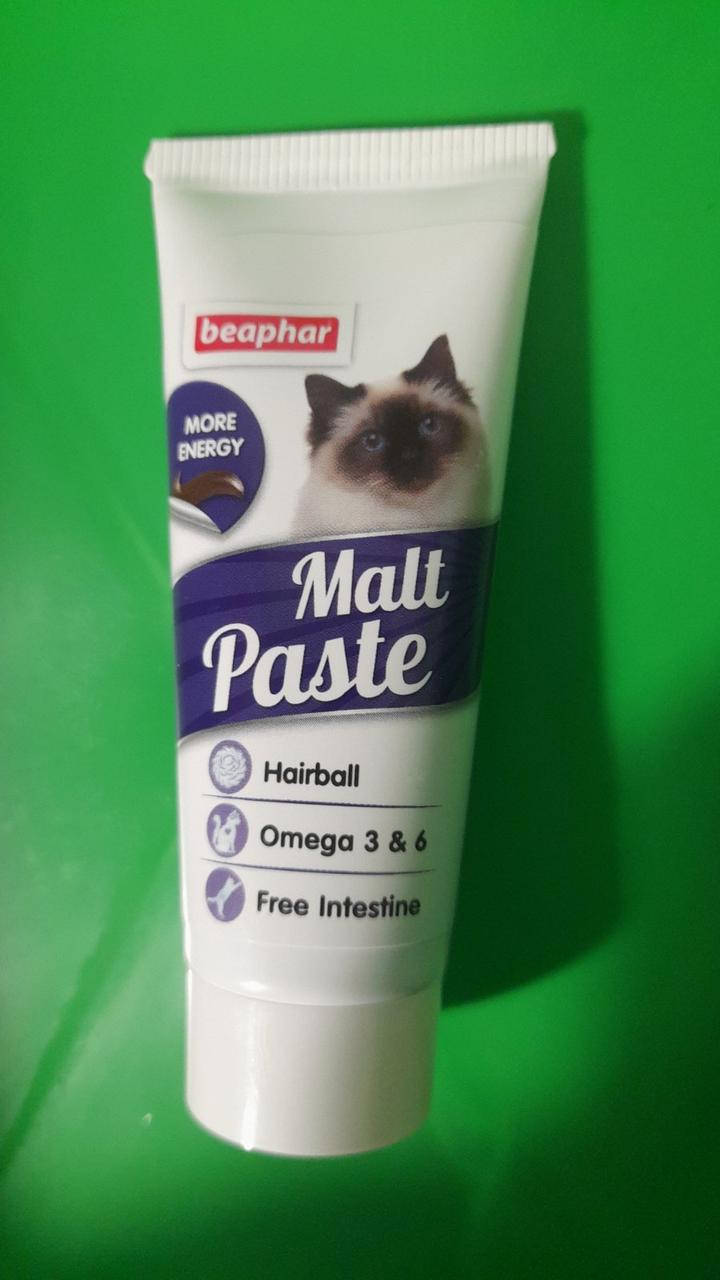 beaphar
MORE
ENERGY
Malt
Paste
Hairball
Omega 3 & 6
Free Intestine